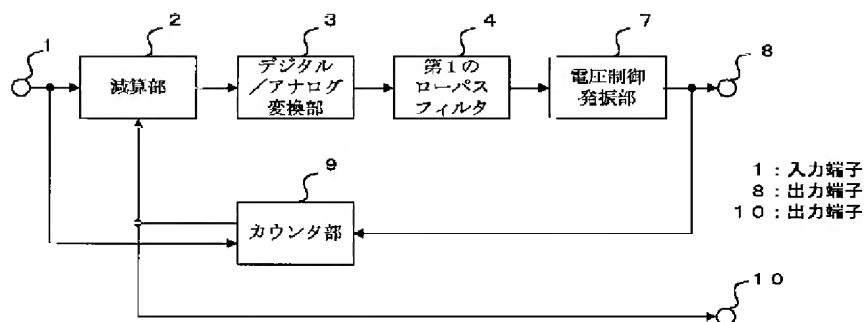 1
2
3
4
7
8
減算部
デジタル
／アナログ
変換部
第１の
ローパス
フィルタ
電圧制御
発振部
9
カウンタ部
１：入力端子
８：出力端子
１０：出力端子
１０